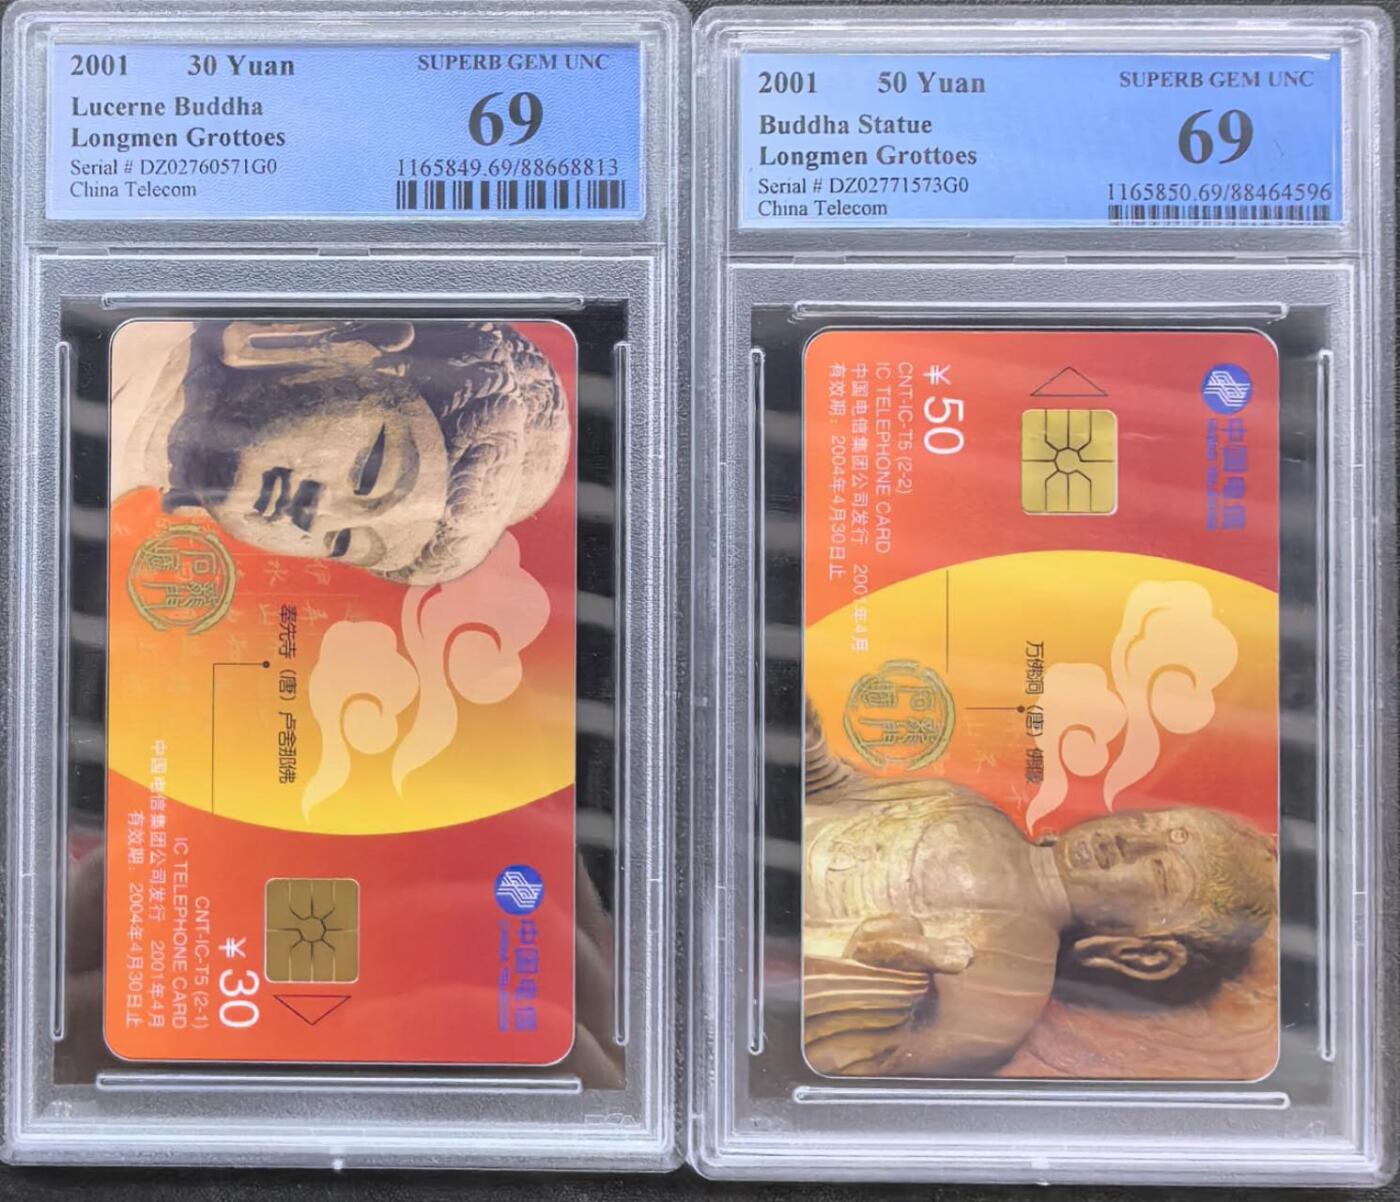 2001 30 Yuan
SUPERB GEM UNC
Lucerne Buddha
Longmen Grottoes
69
Serial # DZ02760571G0
China Telecom
1165849.69/88668813
奉先寺（唐）卢舍那佛
中国电信
CHINA TELECOM
¥30
CNT-IC-T5 (2-1)
IC TELEPHONE CARD
中国电信集团公司发行 2001年4月
有效期：2004年4月30日止
2001 50 Yuan
SUPERB GEM UNC
Buddha Statue
Longmen Grottoes
69
Serial # DZ02771573G0
China Telecom
1165850.69/88464596
中国电信
CHINA TELECOM
¥50
CNT-IC-T5 (2-2)
IC TELEPHONE CARD
中国电信集团公司发行 2001年4月
有效期：2004年4月30日止
万佛洞（唐）佛像